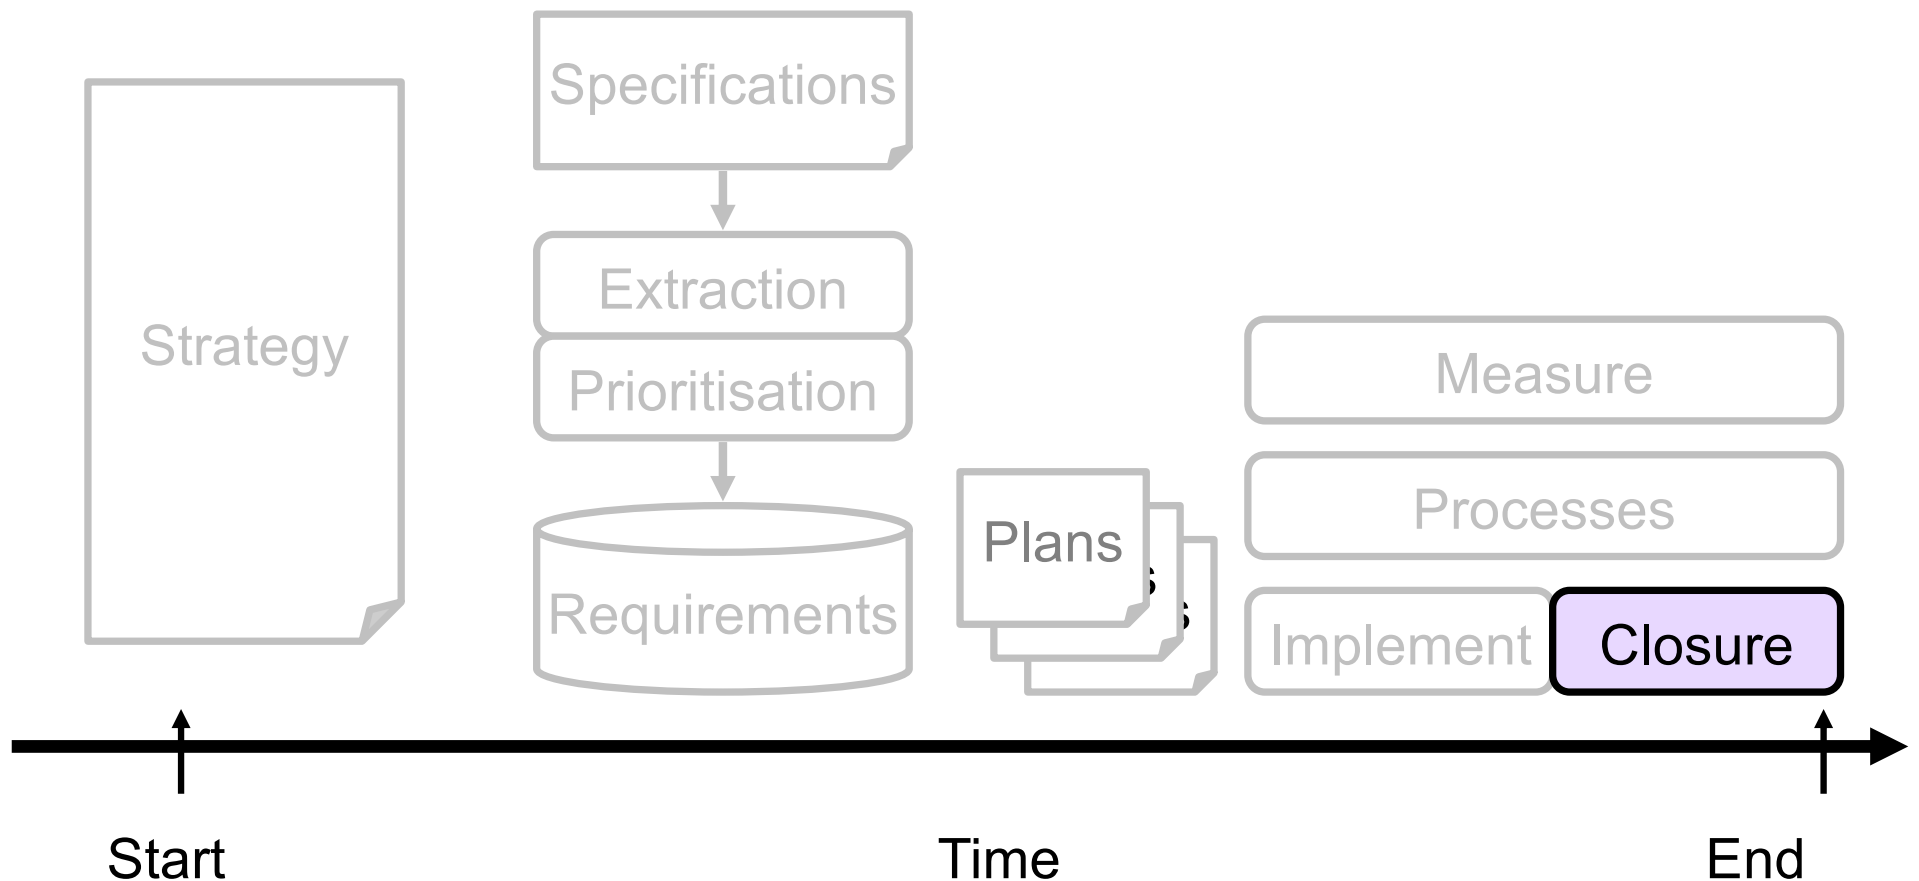 Specifications
Strategy
Extraction
Prioritisation
Requirements
Plans
Measure
Processes
Implement
Closure
Start
Time
End